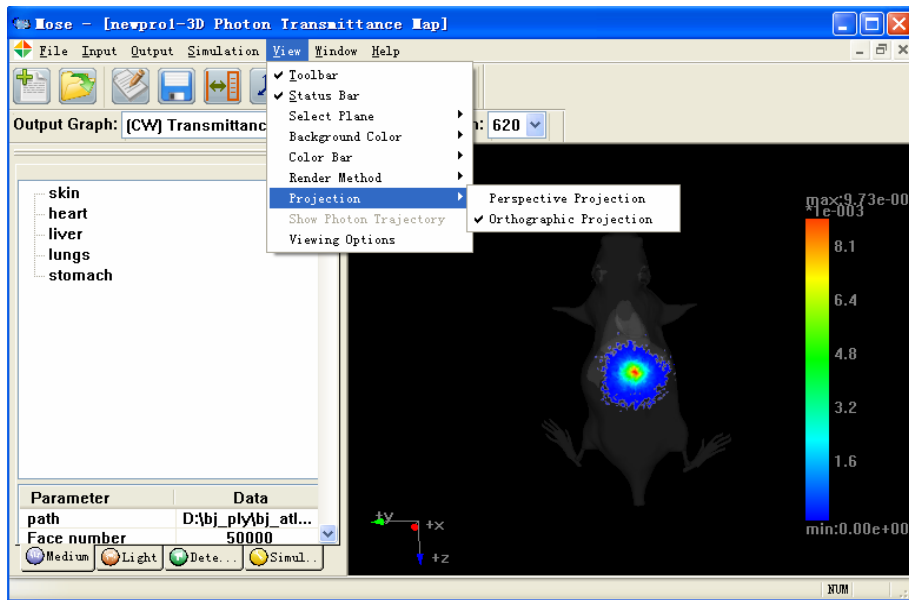 Mose - [newpro1-3D Photon Transmittance Map]
File Input Output Simulation View Window Help
Output Graph: (CW) Transmittanc 620
Toolbar
Status Bar
Select Plane
Background Color
Color Bar
Render Method
Projection
Show Photon Trajectory
Viewing Options
Perspective Projection
Orthographic Projection
skin
heart
liver
lungs
stomach
Parameter Data
path D:\bj_ply\bj_atl...
Face number 50000
Medium Light Dete... Simul..
max:9.73e-00
*1e-003
8.1
6.4
4.8
3.2
1.6
min:0.00e+00
+y
+x
+z
NUM